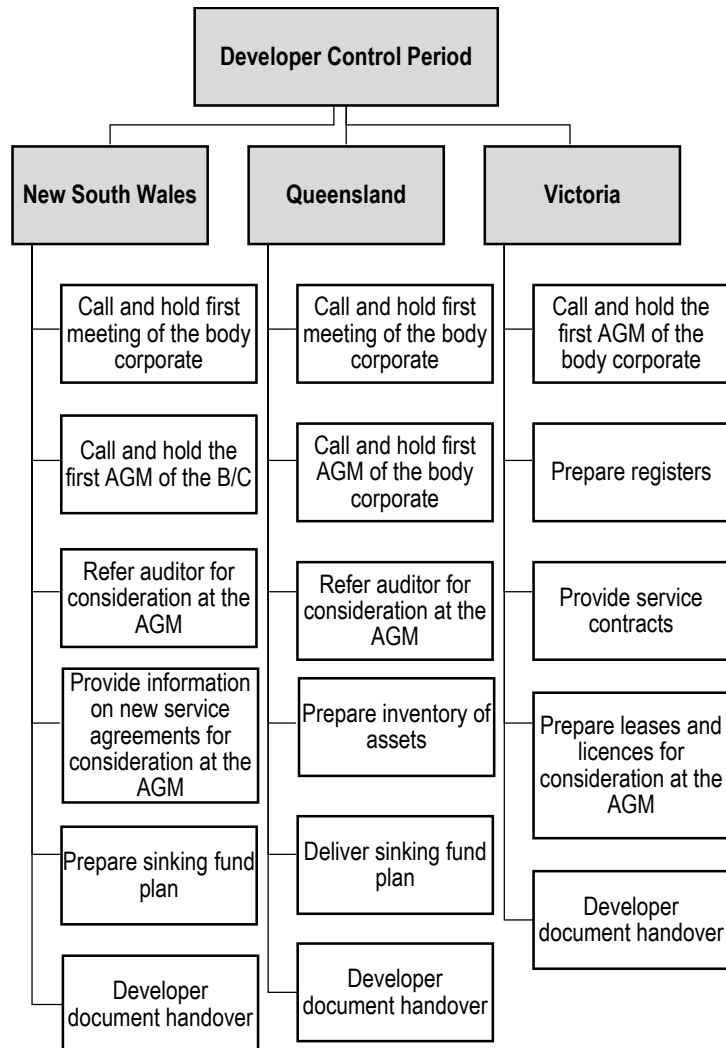 Developer Control Period
New South Wales
Queensland
Victoria
Call and hold first
meeting of the body
corporate
Call and hold the
first AGM of the B/C
Refer auditor for
consideration at the
AGM
Provide information
on new service
agreements for
consideration at the
AGM
Prepare sinking fund
plan
Developer
document handover
Call and hold first
meeting of the body
corporate
Call and hold first
AGM of the body
corporate
Refer auditor for
consideration at the
AGM
Prepare inventory of
assets
Deliver sinking fund
plan
Developer
document handover
Call and hold the
first AGM of the
body corporate
Prepare registers
Provide service
contracts
Prepare leases and
licences for
consideration at the
AGM
Developer
document handover